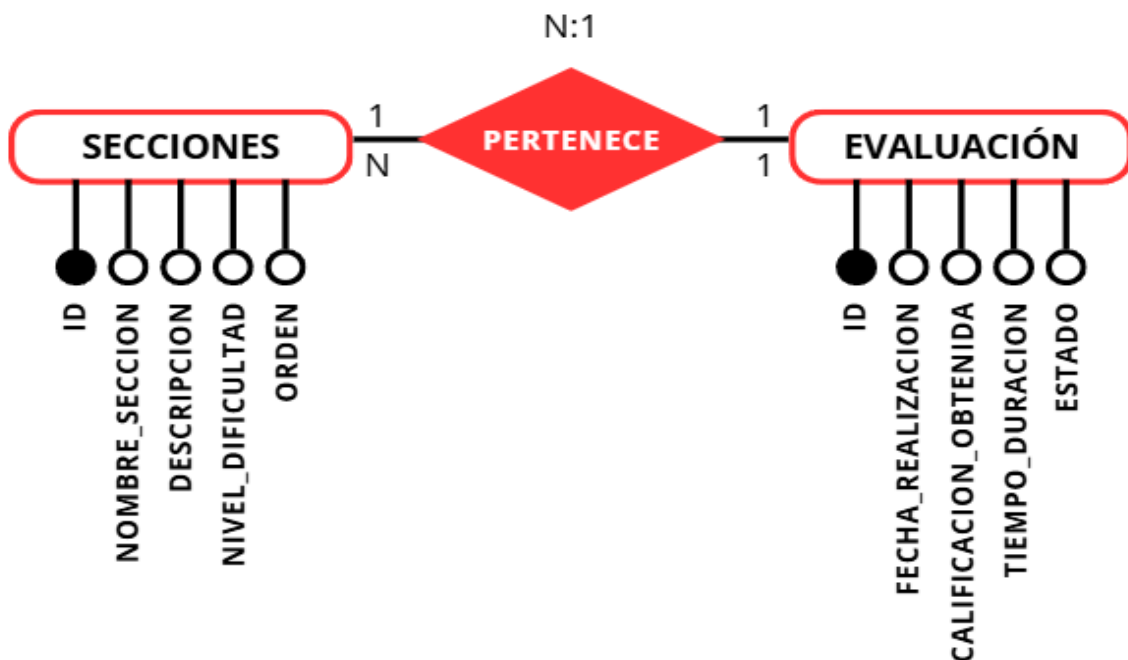 N:1
SECCIONES
1
N
PERTENECE
1
1
EVALUACIÓN
ID
NOMBRE_SECCION
DESCRIPCION
NIVEL_DIFICULTAD
ORDEN
ID
FECHA_REALIZACION
CALIFICACION_OBTENIDA
TIEMPO_DURACION
ESTADO